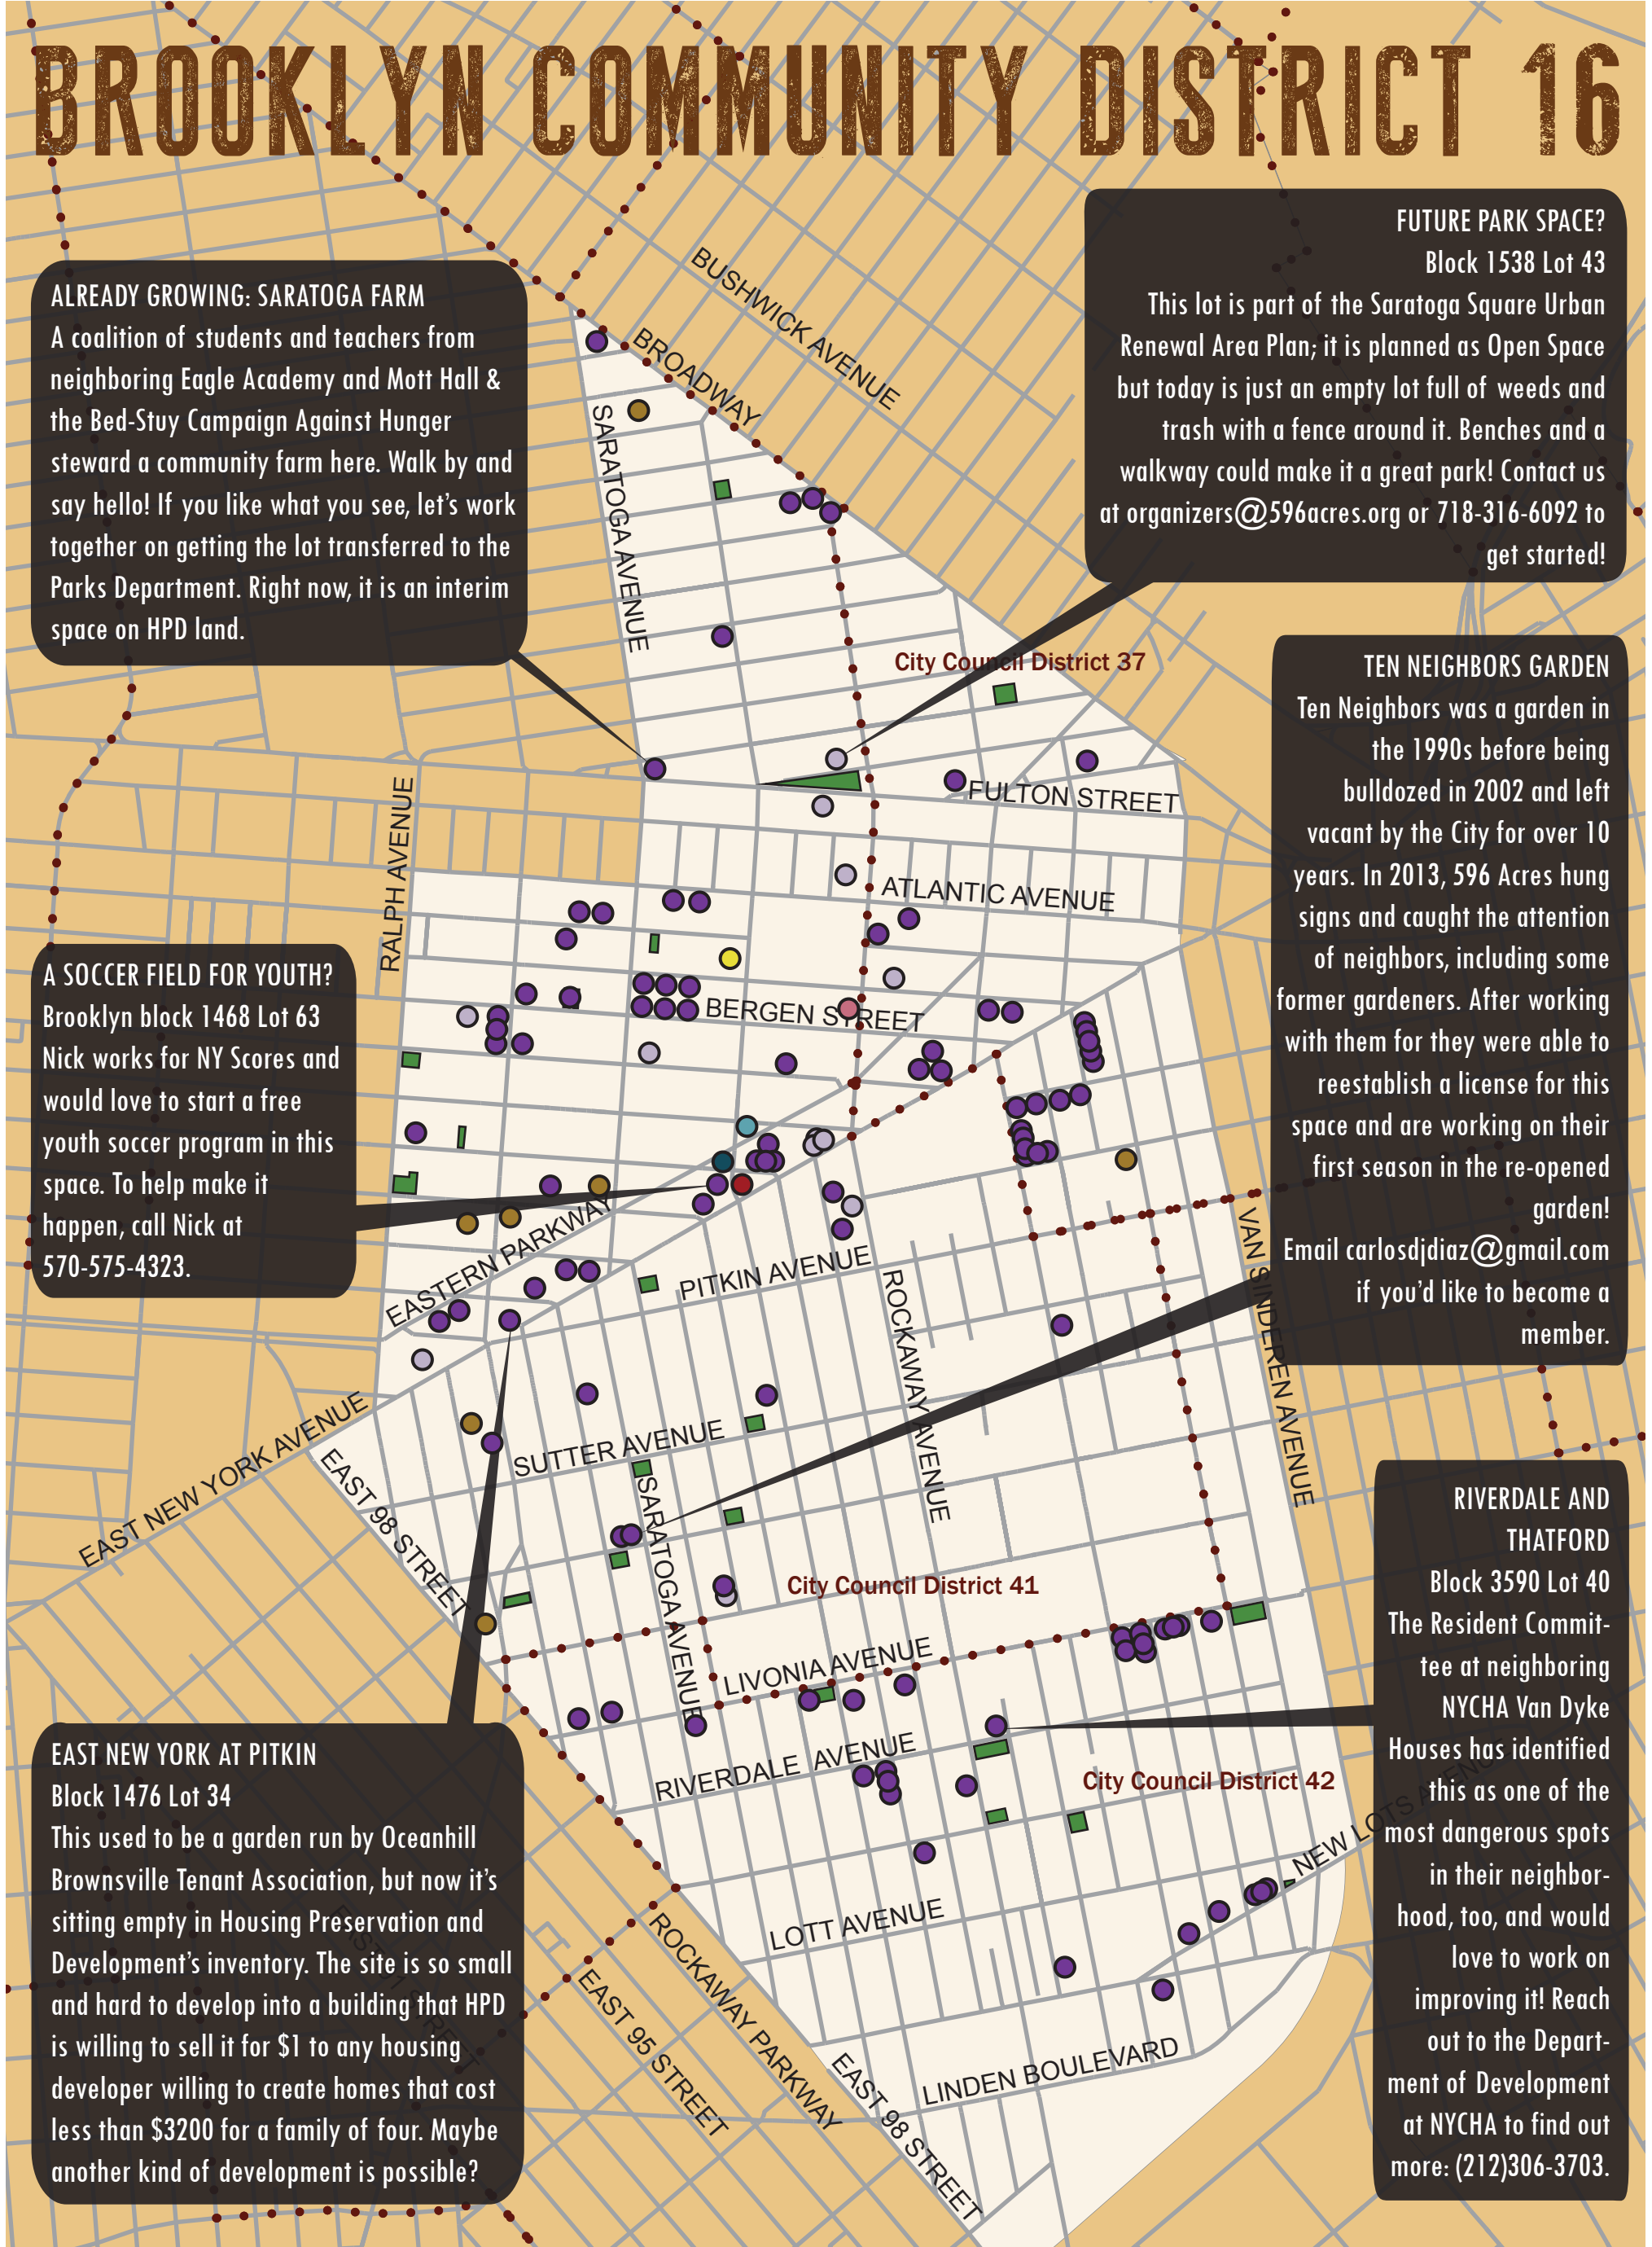 BROOKLYN COMMUNITY DISTRICT 16
FUTURE PARK SPACE?
Block 1538 Lot 43
This lot is part of the Saratoga Square Urban
Renewal Area Plan; it is planned as Open Space
but today is just an empty lot full of weeds and
trash with a fence around it. Benches and a
walkway could make it a great park! Contact us
at organizers@596acres.org or 718-316-6092 to
get started!
ALREADY GROWING: SARATOGA FARM
A coalition of students and teachers from
neighboring Eagle Academy and Mott Hall &
the Bed-Stuy Campaign Against Hunger
steward a community farm here. Walk by and
say hello! If you like what you see, let's work
together on getting the lot transferred to the
Parks Department. Right now, it is an interim
space on HPD land.
BUSHWICK AVENUE
BROADWAY
SARATOGA AVENUE
City Council District 37
TEN NEIGHBORS GARDEN
Ten Neighbors was a garden in
the 1990s before being
bulldozed in 2002 and left
vacant by the City for over 10
years. In 2013, 596 Acres hung
signs and caught the attention
of neighbors, including some
former gardeners. After working
with them for they were able to
reestablish a license for this
space and are working on their
first season in the re-opened
garden!
Email carlosdjdiaz@gmail.com
if you'd like to become a
member.
FULTON STREET
RALPH AVENUE
ATLANTIC AVENUE
A SOCCER FIELD FOR YOUTH?
Brooklyn block 1468 Lot 63
Nick works for NY Scores and
would love to start a free
youth soccer program in this
space. To help make it
happen, call Nick at
570-575-4323.
BERGEN STREET
EASTERN PARKWAY
PITKIN AVENUE
ROCKAWAY AVENUE
VAN SINDEREN AVENUE
EAST NEW YORK AVENUE
SUTTER AVENUE
EAST 98 STREET
SARATOGA AVENUE
City Council District 41
RIVERDALE AND
THATFORD
Block 3590 Lot 40
The Resident Commit-
tee at neighboring
NYCHA Van Dyke
Houses has identified
this as one of the
most dangerous spots
in their neighbor-
hood, too, and would
love to work on
improving it! Reach
out to the Depart-
ment of Development
at NYCHA to find out
more: (212)306-3703.
LIVONIA AVENUE
RIVERDALE AVENUE
City Council District 42
NEW LOTS AVENUE
EAST NEW YORK AT PITKIN
Block 1476 Lot 34
This used to be a garden run by Oceanhill
Brownsville Tenant Association, but now it's
sitting empty in Housing Preservation and
Development's inventory. The site is so small
and hard to develop into a building that HPD
is willing to sell it for $1 to any housing
developer willing to create homes that cost
less than $3200 for a family of four. Maybe
another kind of development is possible?
LOTT AVENUE
ROCKAWAY PARKWAY
EAST 95 STREET
LINDEN BOULEVARD
EAST 98 STREET